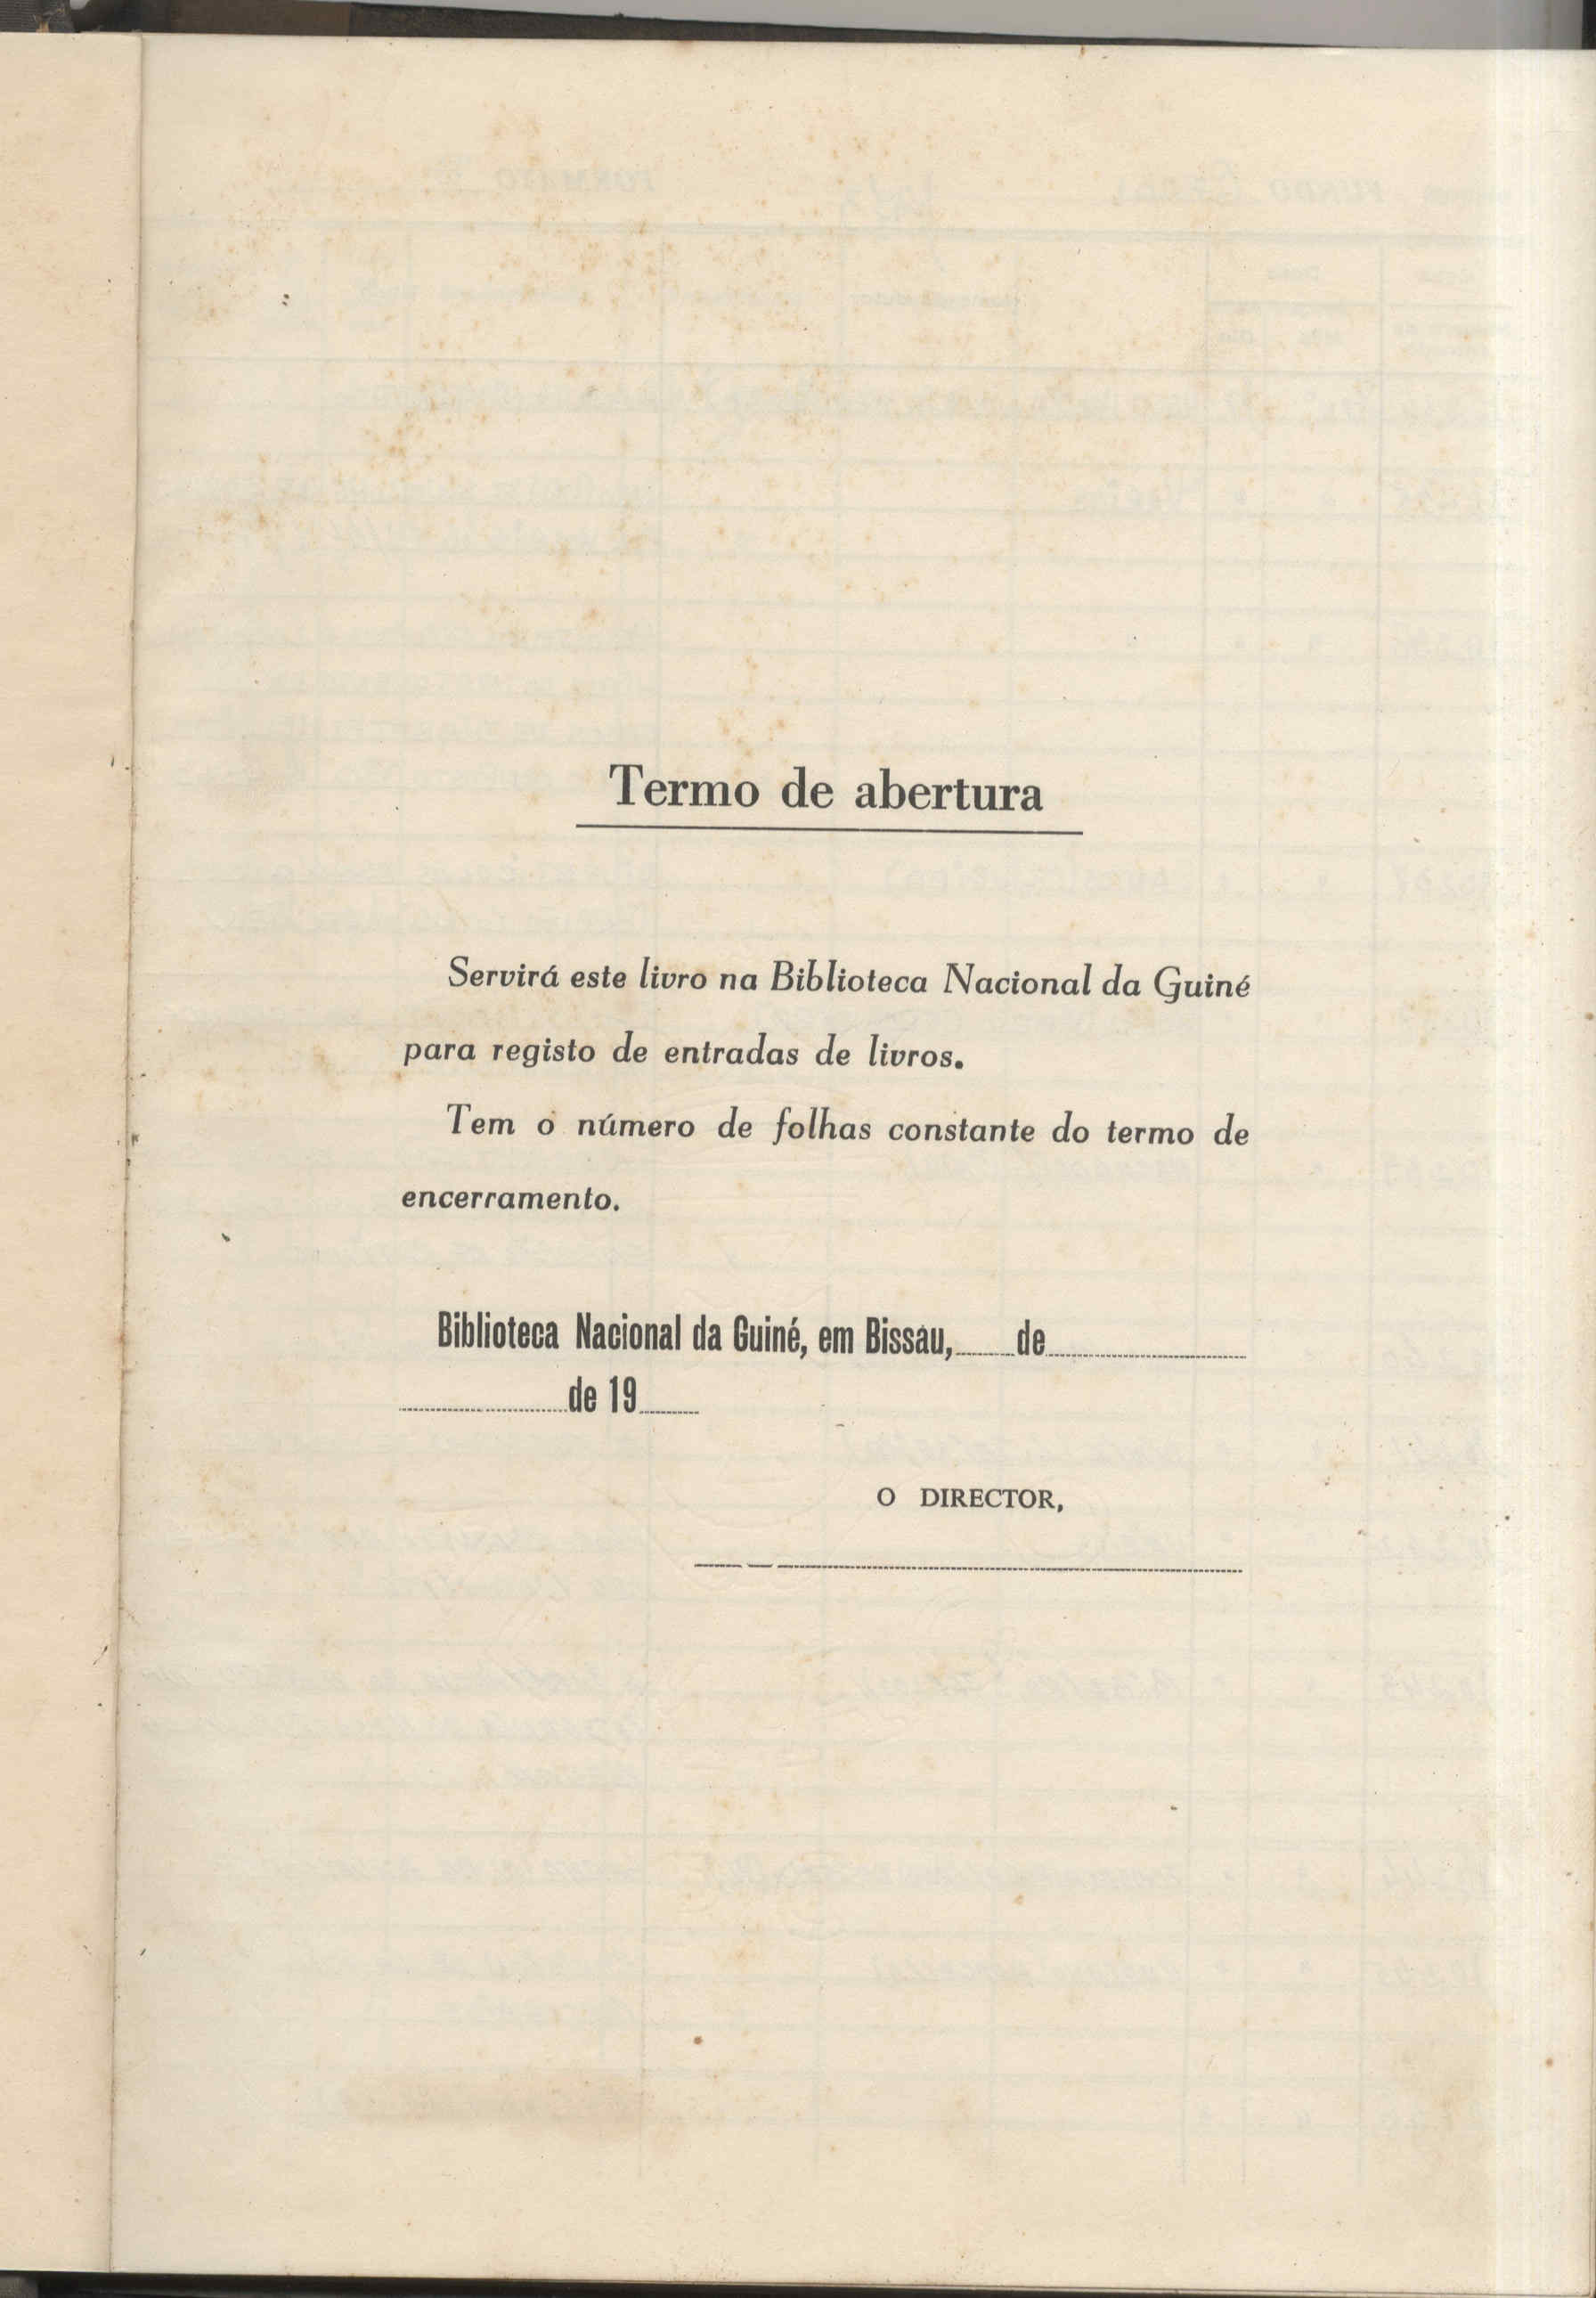 Termo de abertura
Servirá este livro na Biblioteca Nacional da Guiné
para registo de entradas de livros.
Tem o número de folhas constante do termo de
encerramento.
Biblioteca Nacional da Guiné, em Bissau, de
de 19
O DIRECTOR,